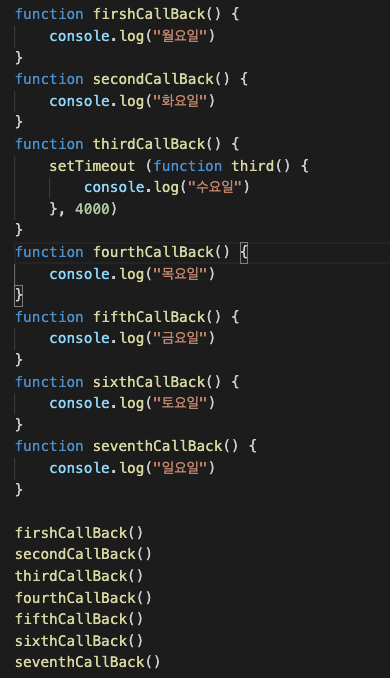 function firshCallBack() {
    console.log("월요일")
}
function secondCallBack() {
    console.log("화요일")
}
function thirdCallBack() {
    setTimeout (function third() {
        console.log("수요일")
    }, 4000)
}
function fourthCallBack() {
    console.log("목요일")
}
function fifthCallBack() {
    console.log("금요일")
}
function sixthCallBack() {
    console.log("토요일")
}
function seventhCallBack() {
    console.log("일요일")
}

firshCallBack()
secondCallBack()
thirdCallBack()
fourthCallBack()
fifthCallBack()
sixthCallBack()
seventhCallBack()